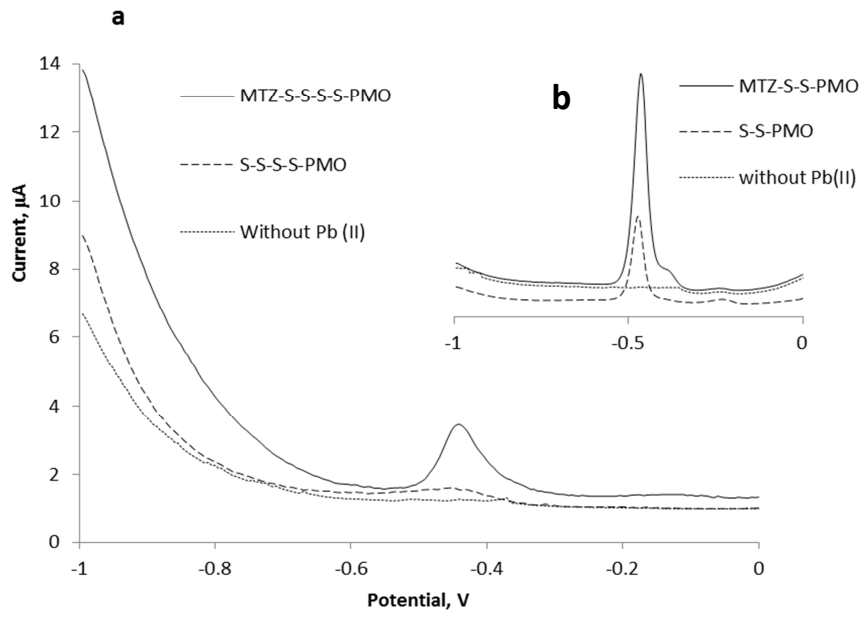 a
14
12
10
8
6
4
2
0
Current, µA
MTZ-S-S-S-S-PMO
S-S-S-S-PMO
Without Pb (II)
-1
-0.8
-0.6
-0.4
-0.2
0
Potential, V
b
MTZ-S-S-PMO
S-S-PMO
without Pb(II)
-1
-0.5
0